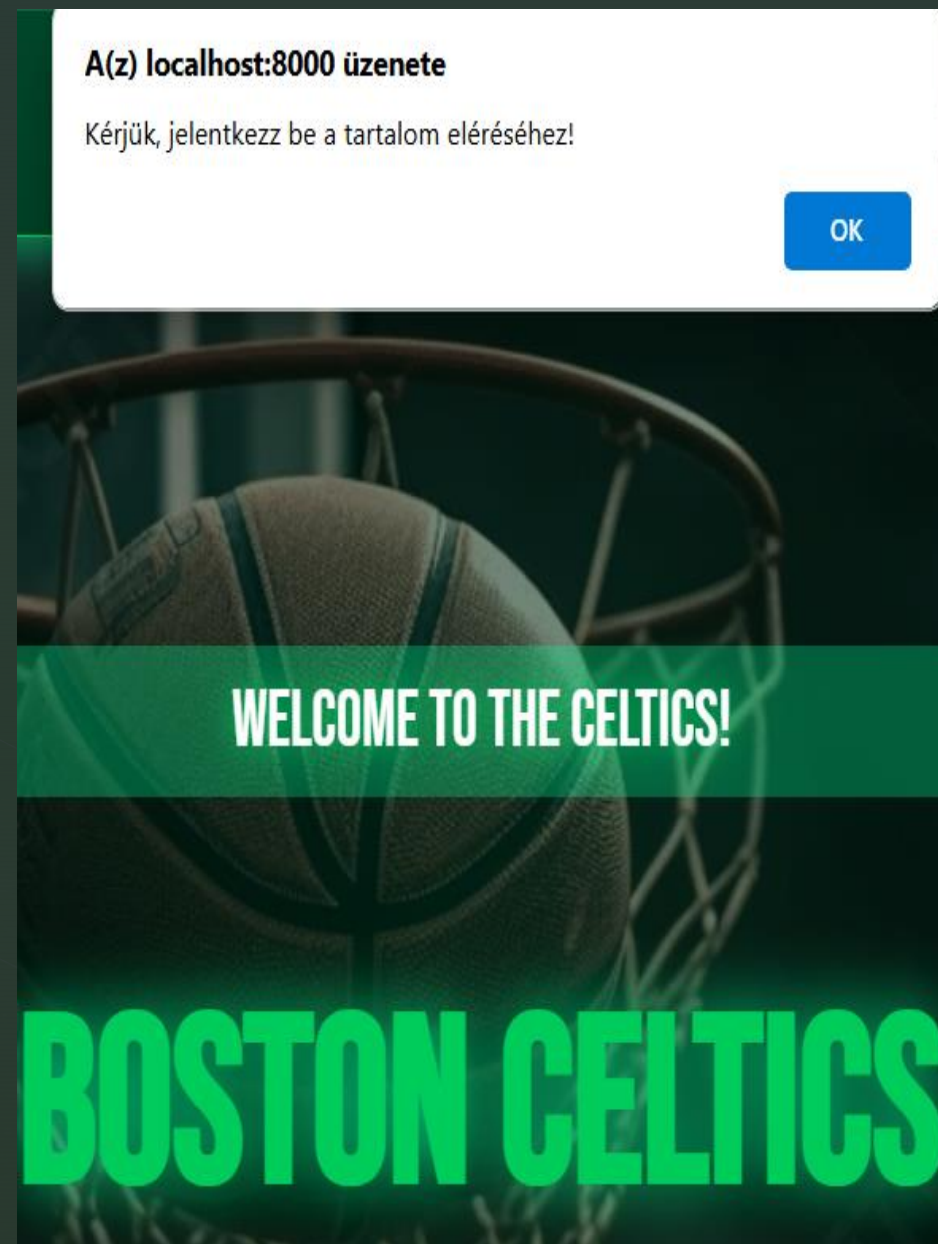 A(z) localhost:8000 üzenete
Kérjük, jelentkezz be a tartalom eléréséhez!
OK
WELCOME TO THE CELTICS!
BOSTON CELTICS